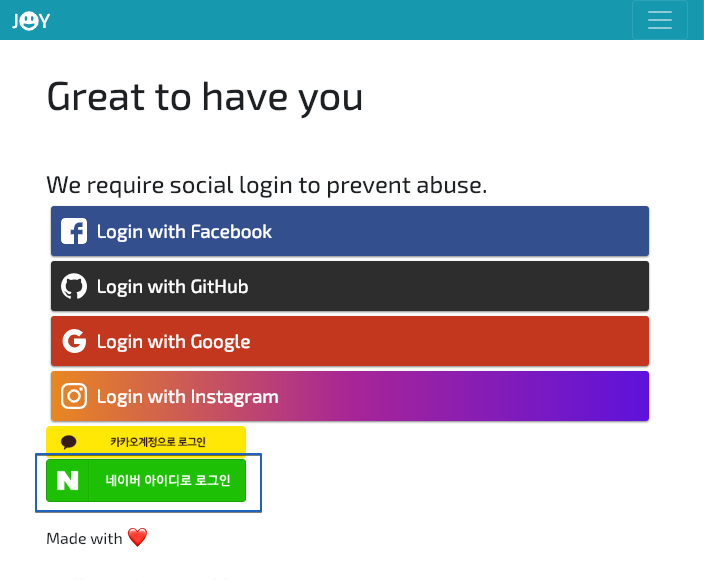 JOY
Great to have you
We require social login to prevent abuse.
Login with Facebook
Login with GitHub
Login with Google
Login with Instagram
카카오계정으로 로그인
N 네이버 아이디로 로그인
Made with ❤️